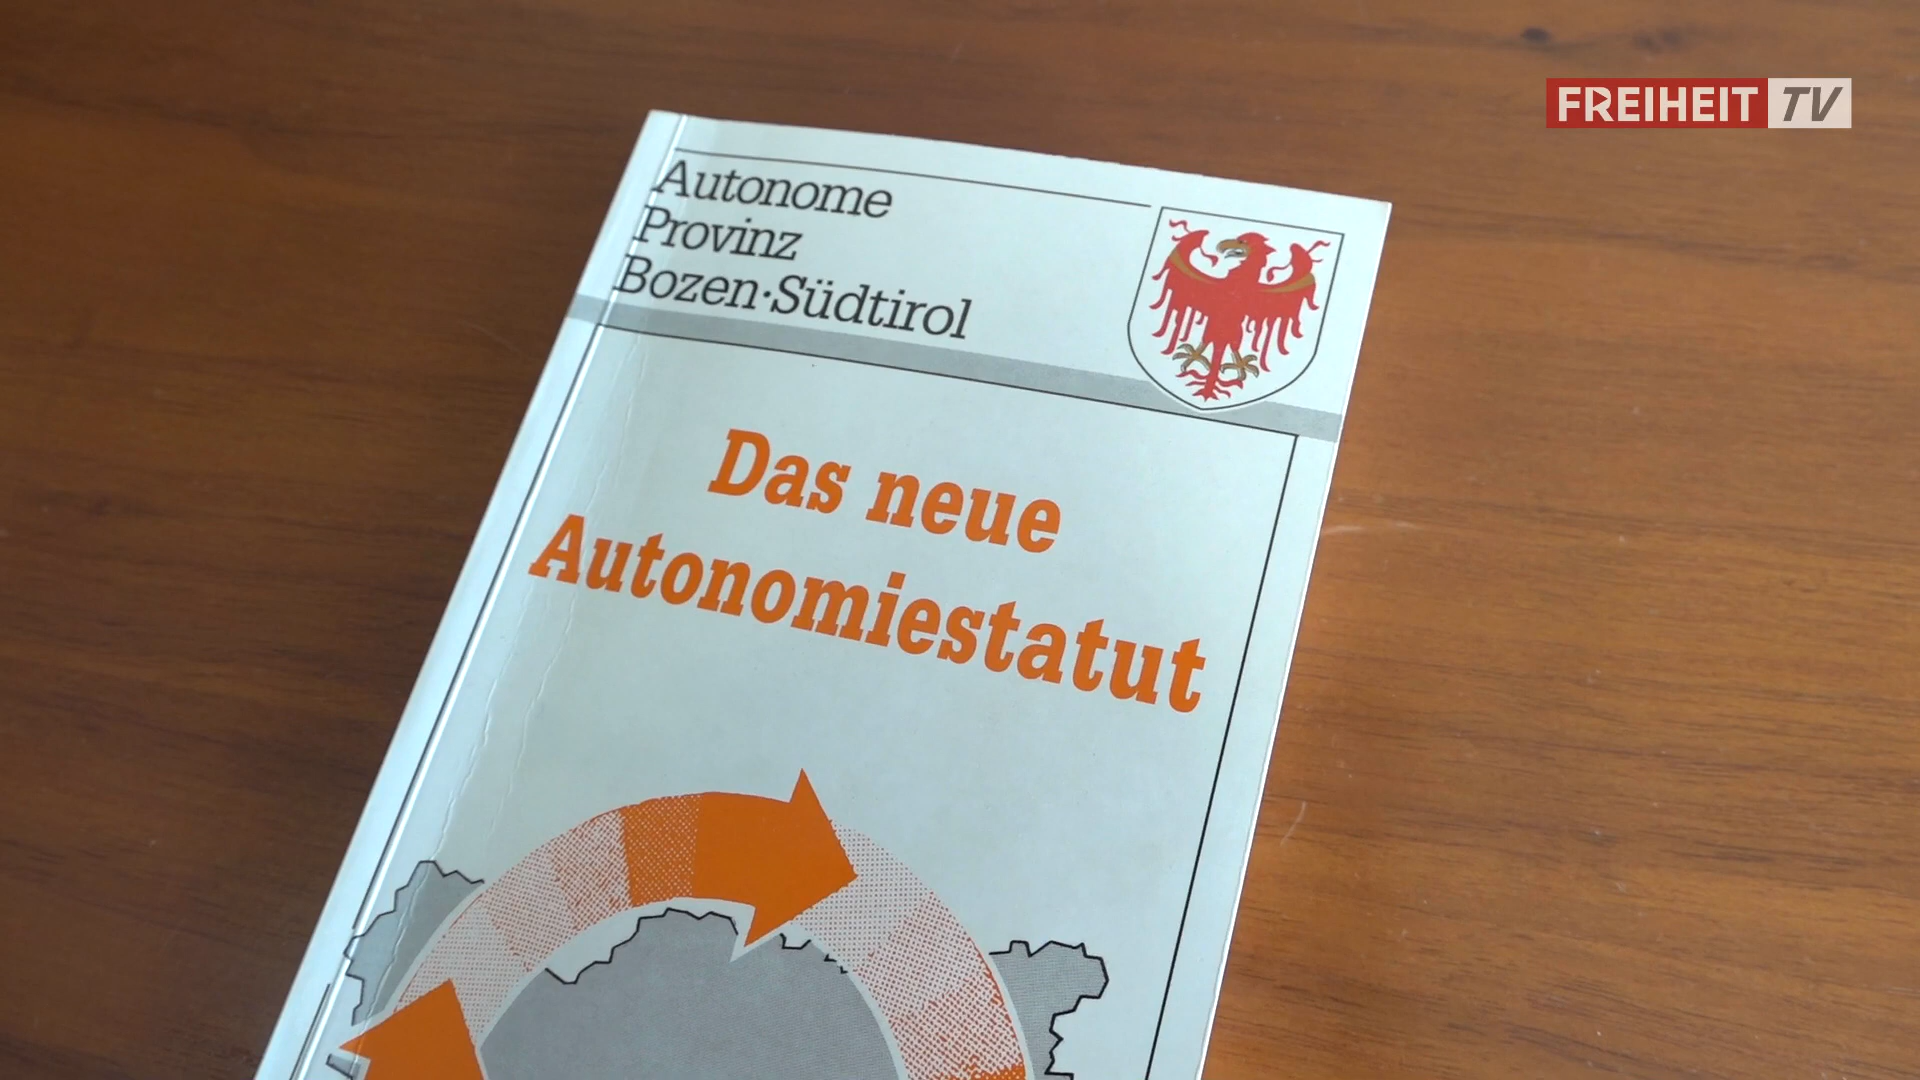 FREIHEIT TV
Autonome
Provinz
Bozen·Südtirol
Das neue
Autonomiestatut